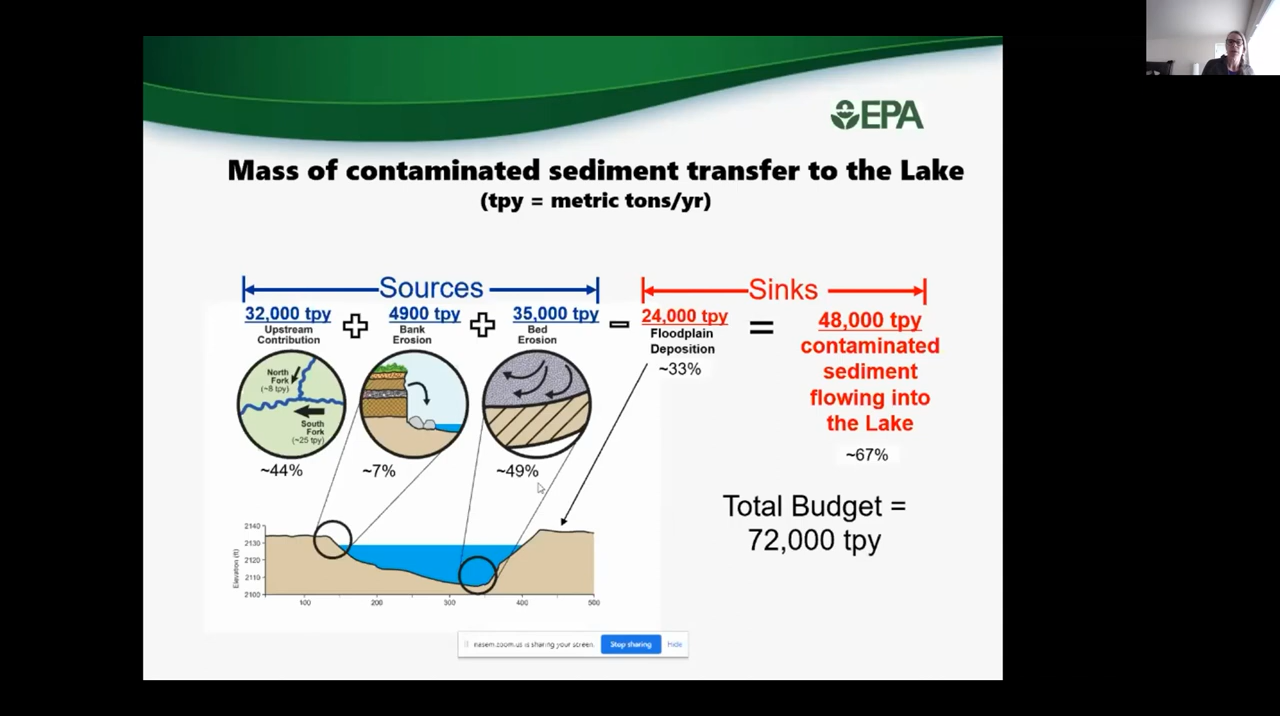 EPA
Mass of contaminated sediment transfer to the Lake
(tpy = metric tons/yr)
Sources
Sinks
32,000 tpy
Upstream
Contribution
4900 tpy
Bank
Erosion
35,000 tpy
Bed
Erosion
24,000 tpy
Floodplain
Deposition
~33%
=
48,000 tpy
contaminated
sediment
flowing into
the Lake
~67%
North
Fork
(~8 tpy)
South
Fork
(~25 tpy)
~44%
~7%
~49%
Total Budget =
72,000 tpy
Elevation (ft)
2140
2130
2120
2110
2100
100
200
300
400
500
nasem.zoom.us is sharing your screen.
Stop sharing
Hide